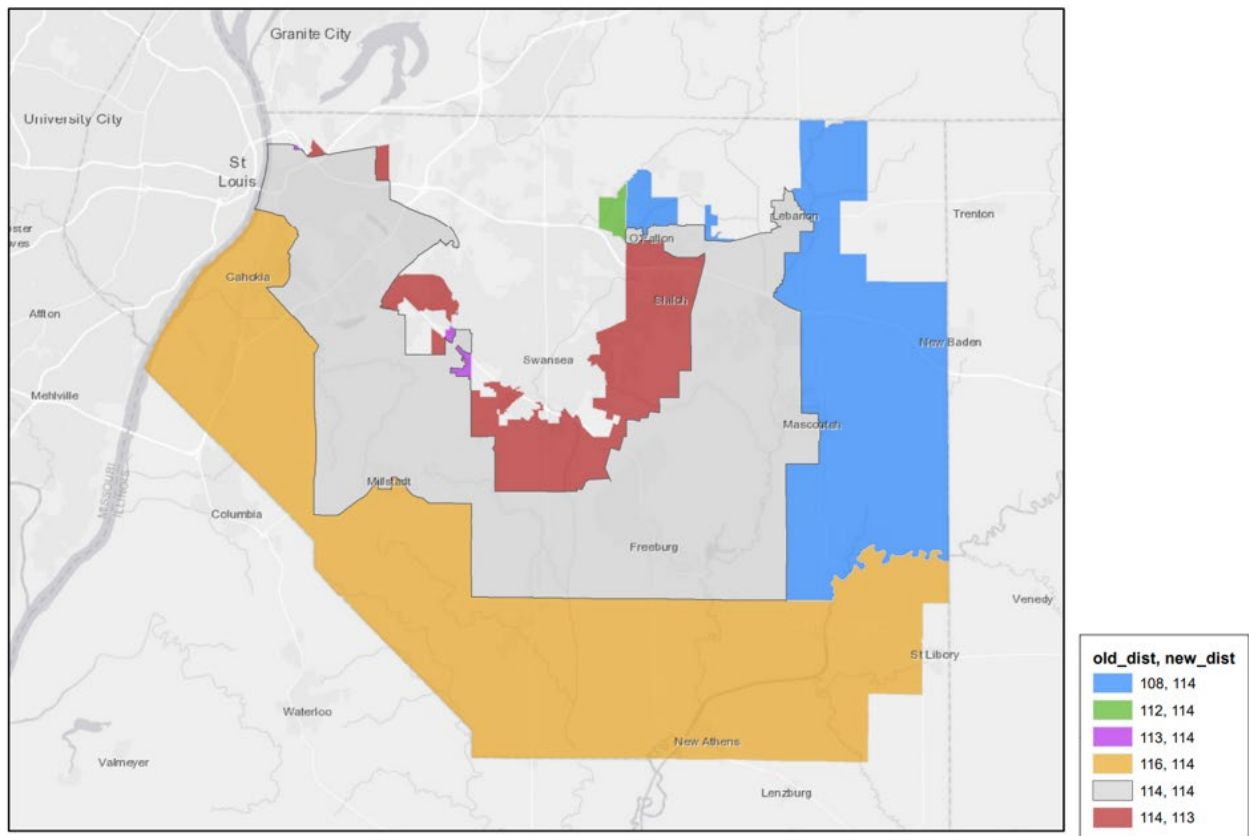 Granite City
University City
St
Louis
Lebanon
Trenton
O'Fallon
Cahokia
Shiloh
Affton
New Baden
Swansea
Mehlville
Mascoutah
MISSOURI
ILLINOIS
Millstadt
Columbia
Freeburg
Venedy
St Libory
Waterloo
New Athens
Valmeyer
Lenzburg
old_dist, new_dist
108, 114
112, 114
113, 114
116, 114
114, 114
114, 113